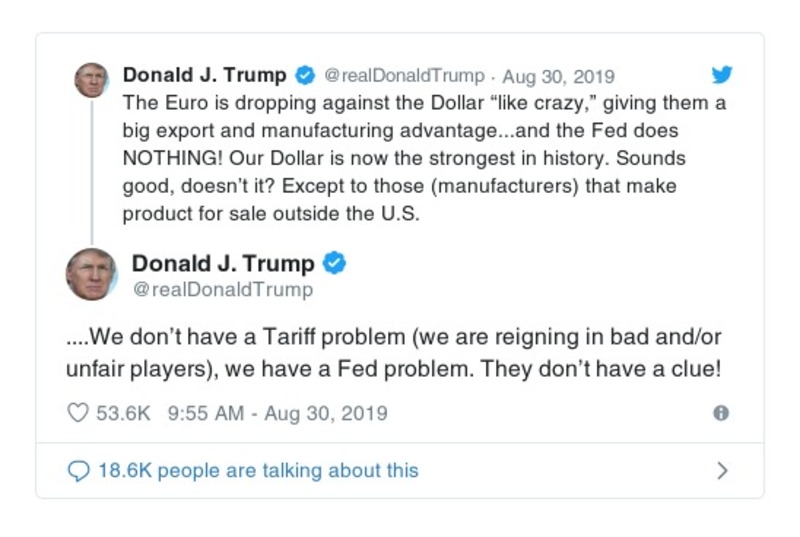 Donald J. Trump @realDonaldTrump · Aug 30, 2019
The Euro is dropping against the Dollar “like crazy,” giving them a
big export and manufacturing advantage...and the Fed does
NOTHING! Our Dollar is now the strongest in history. Sounds
good, doesn’t it? Except to those (manufacturers) that make
product for sale outside the U.S.
Donald J. Trump
@realDonaldTrump
....We don’t have a Tariff problem (we are reigning in bad and/or
unfair players), we have a Fed problem. They don’t have a clue!
53.6K 9:55 AM - Aug 30, 2019
18.6K people are talking about this